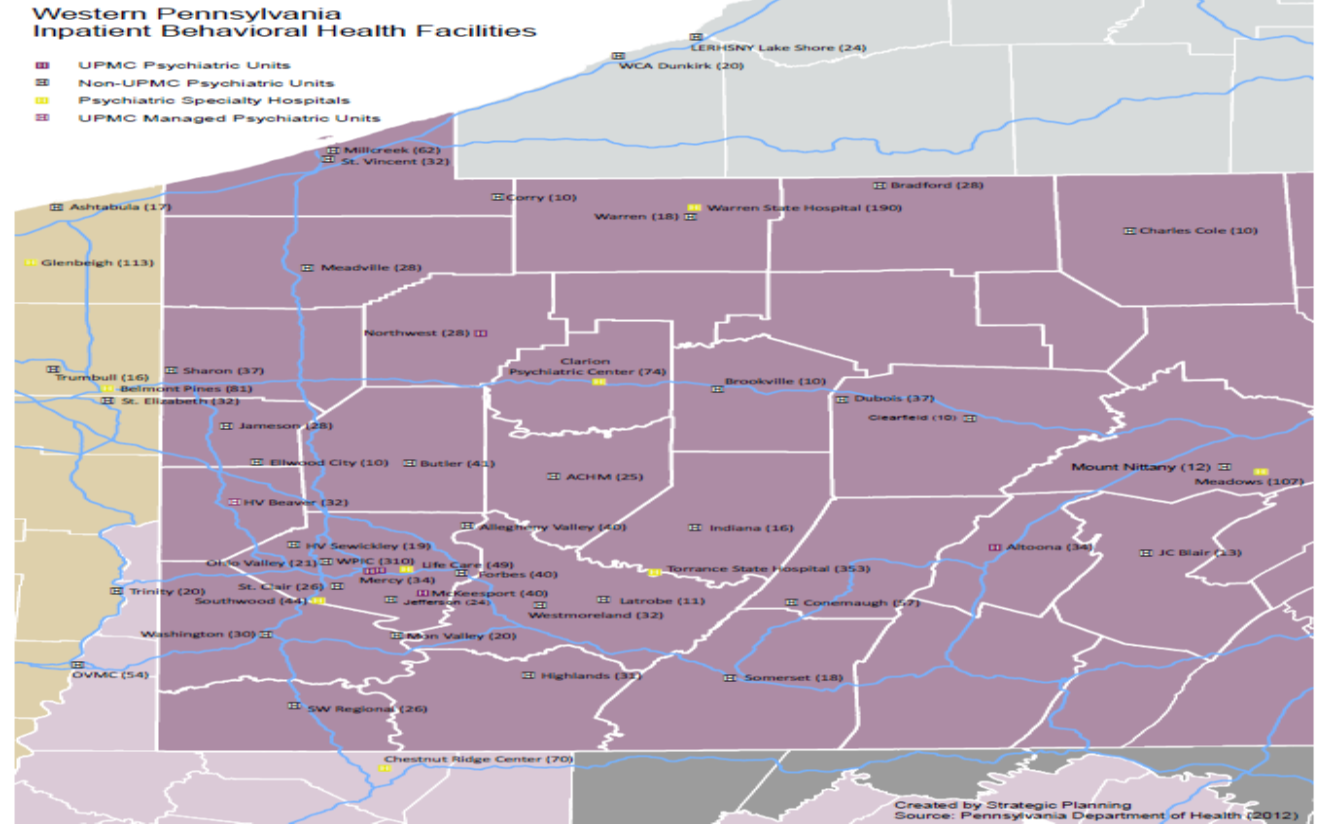 Western Pennsylvania
Inpatient Behavioral Health Facilities
UPMC Psychiatric Units
Non-UPMC Psychiatric Units
Psychiatric Specialty Hospitals
UPMC Managed Psychiatric Units
LERHSNY Lake Shore (24)
WCA Dunkirk (20)
Millcreek (62)
St. Vincent (32)
Bradford (28)
Corry (10)
Ashtabula (17)
Warren State Hospital (190)
Warren (18)
Charles Cole (10)
Glenbeigh (113)
Meadville (28)
Northwest (28)
Clarion
Psychiatric Center (74)
Sharon (37)
Trumbull (16)
Brookville (10)
Belmont Pines (81)
St. Elizabeth (32)
Dubois (37)
Clearfield (10)
Jameson (28)
Ellwood City (10)
Butler (41)
Mount Nittany (12)
ACHM (25)
Meadows (107)
HV Beaver (32)
Allegheny Valley (40)
Indiana (16)
HV Sewickley (19)
Altoona (34)
JC Blair (13)
Ohio Valley (21)
WPIC (310)
Life Care (49)
Torrance State Hospital (353)
Forbes (40)
Mercy (34)
St. Clair (26)
Trinity (20)
McKeesport (40)
Southwood (44)
Jefferson (24)
Latrobe (11)
Conemaugh (57)
Westmoreland (32)
Washington (30)
Mon Valley (20)
OVMC (54)
Highlands (31)
Somerset (18)
SW Regional (26)
Chestnut Ridge Center (70)
Created by Strategic Planning
Source: Pennsylvania Department of Health (2012)